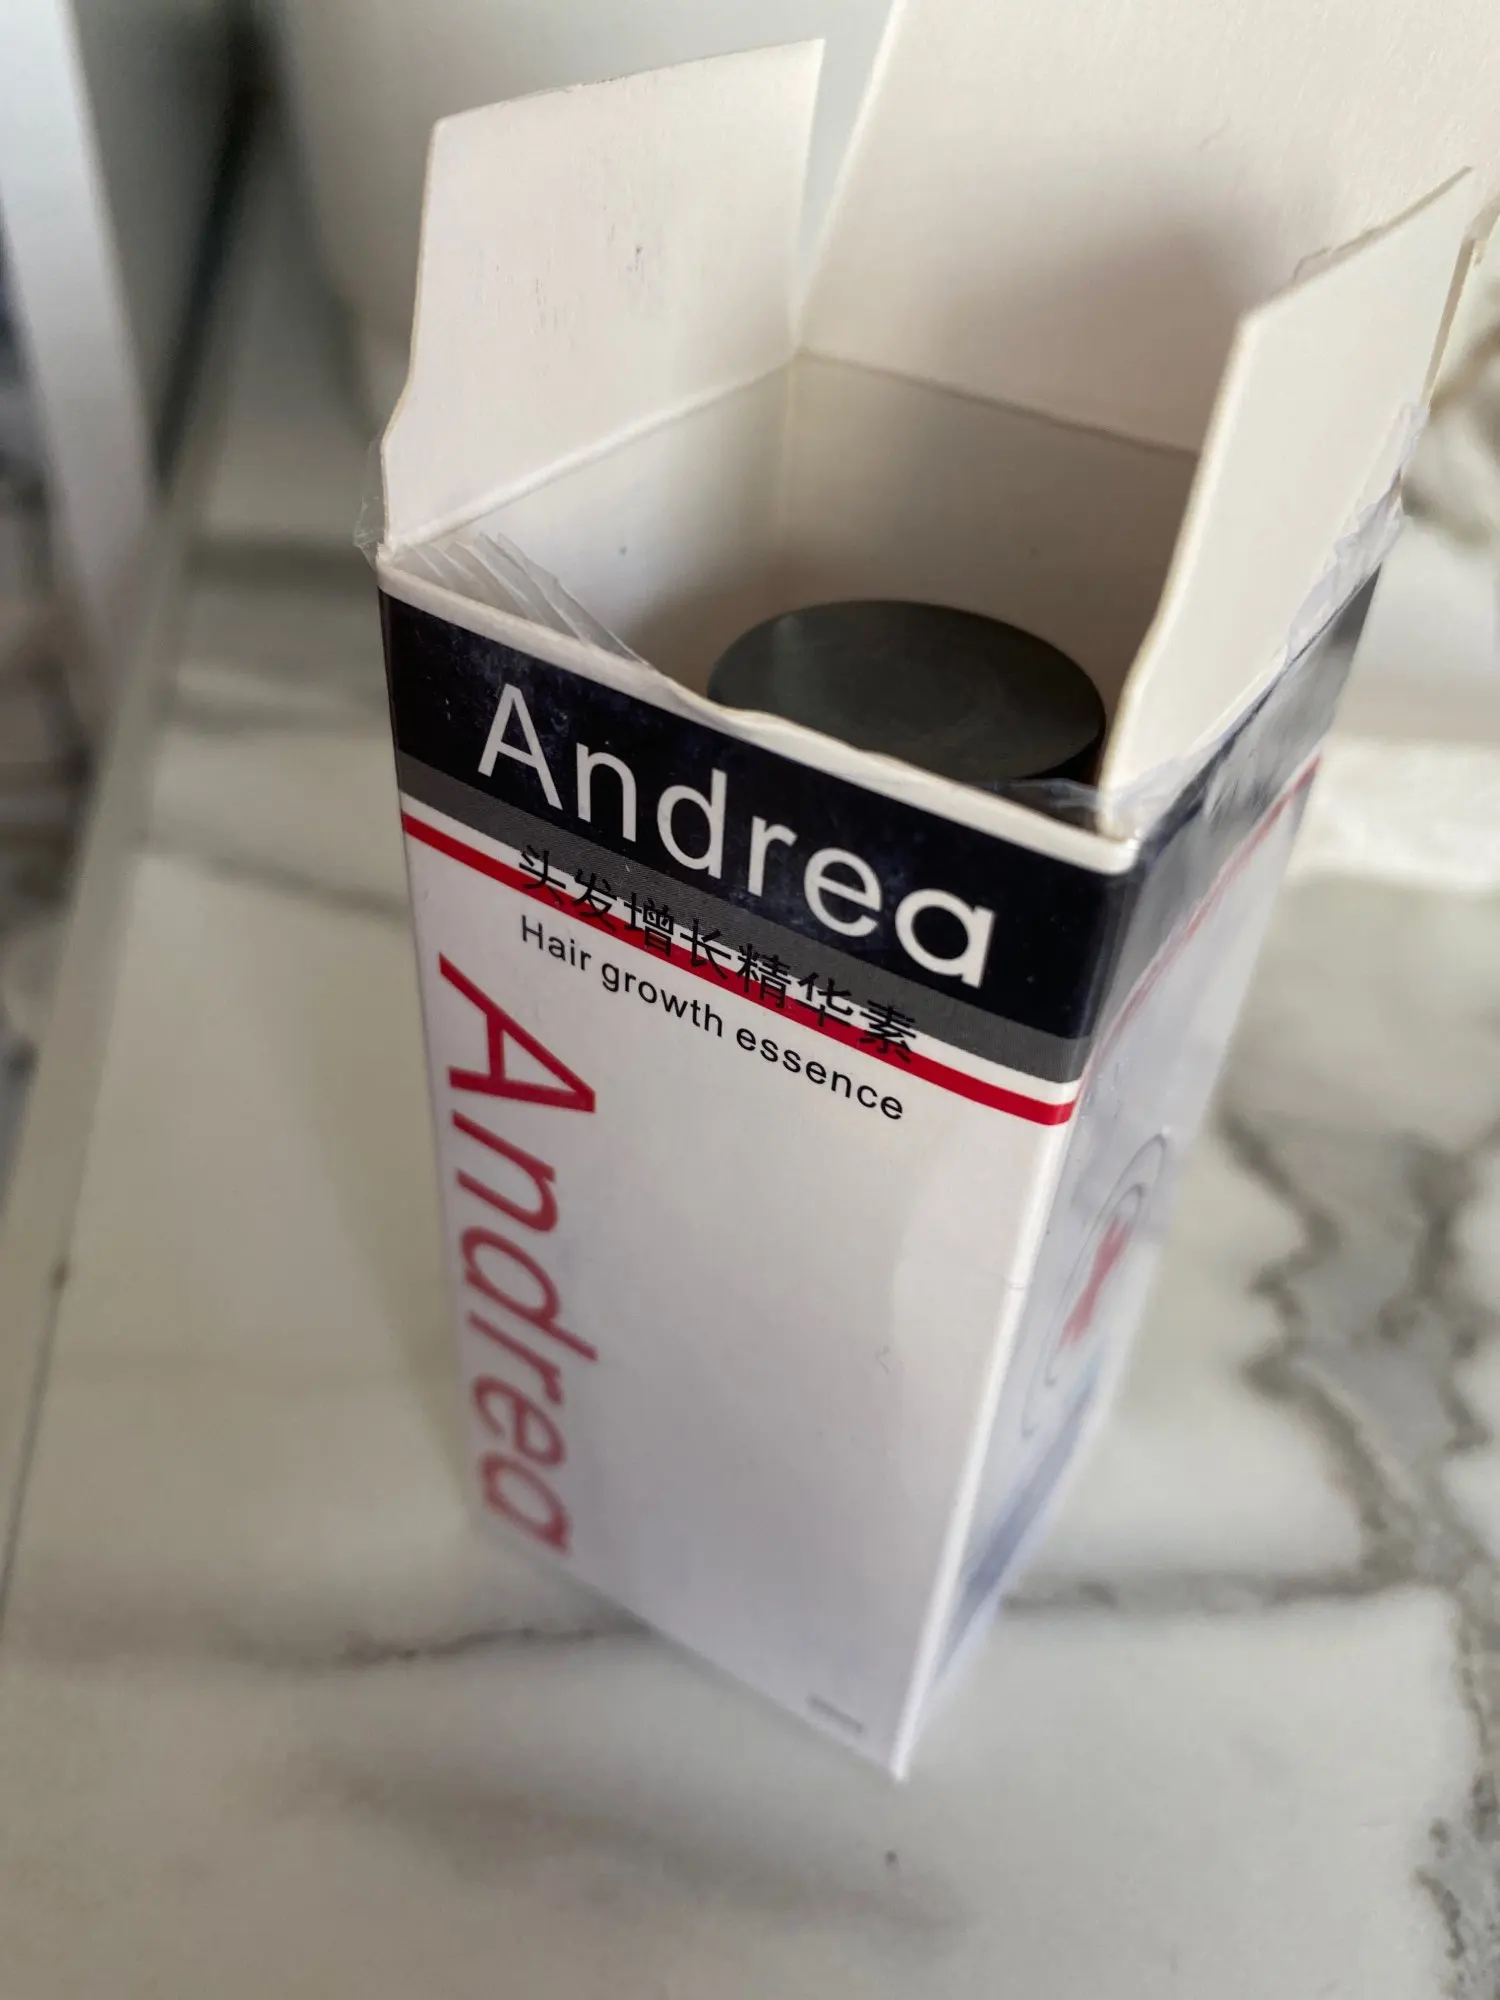 Andrea
头发增长精华素
Hair growth essence
Andrea